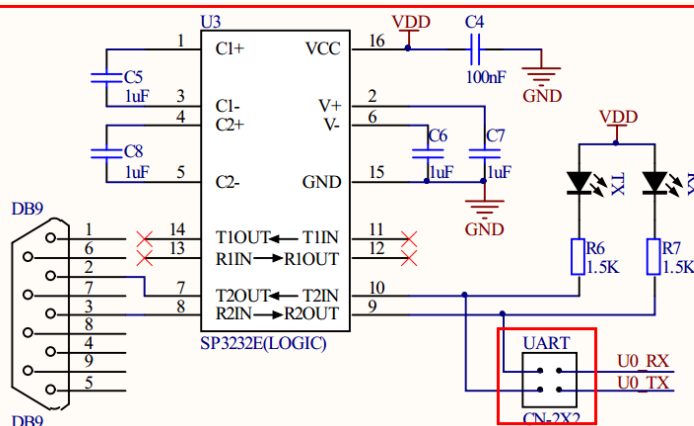 U3
VDD
C4
1
C1+
VCC
16
C5
1uF
100nF
GND
3
C1-
V+
2
4
C2+
V-
6
VDD
C8
1uF
C6
1uF
C7
1uF
TX
5
C2-
GND
15
GND
DB9
1
14
T1OUT
T1IN
11
6
13
R1IN
R1OUT
12
R6
1.5K
R7
1.5K
2
7
7
T2OUT
T2IN
10
3
8
R2IN
R2OUT
9
8
SP3232E(LOGIC)
UART
4
9
U0_RX
5
U0_TX
DB9
CN-2X2